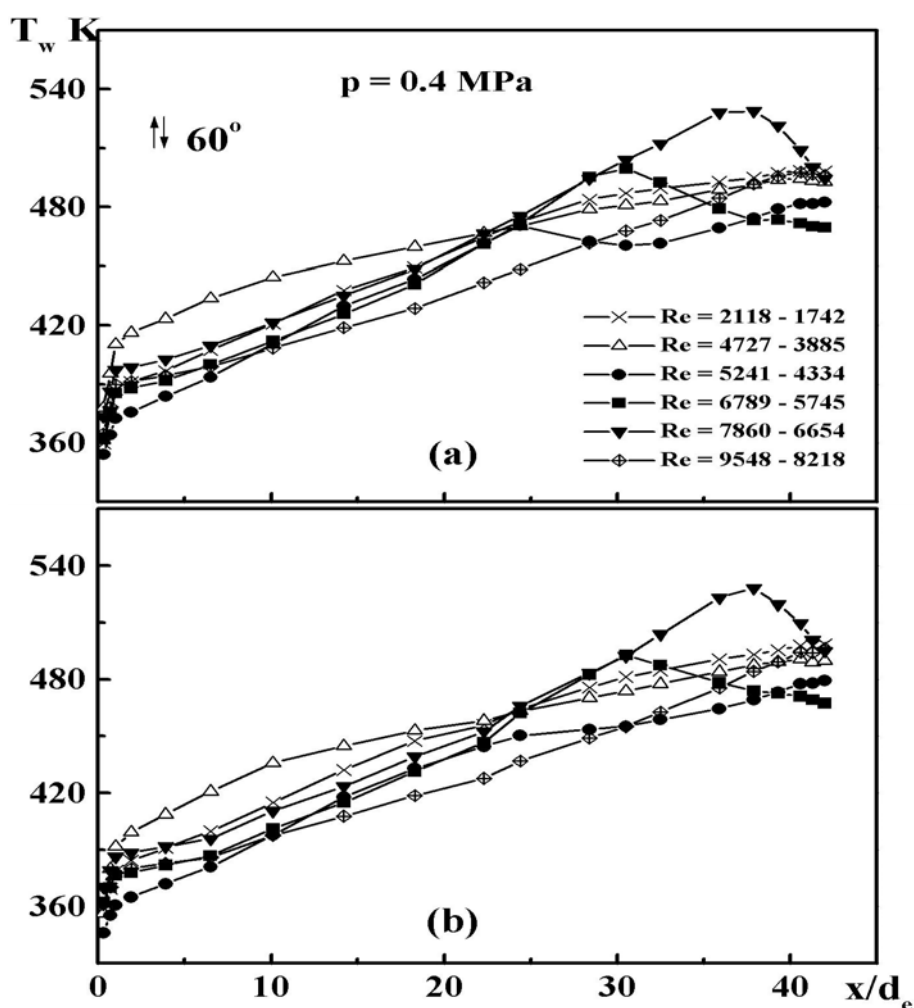 T_w K
p = 0.4 MPa
540
↑↓ 60°
480
420
360
Re = 2118 - 1742
Re = 4727 - 3885
Re = 5241 - 4334
Re = 6789 - 5745
Re = 7860 - 6654
Re = 9548 - 8218
(a)
540
480
420
360
(b)
0 10 20 30 40 x/d_e